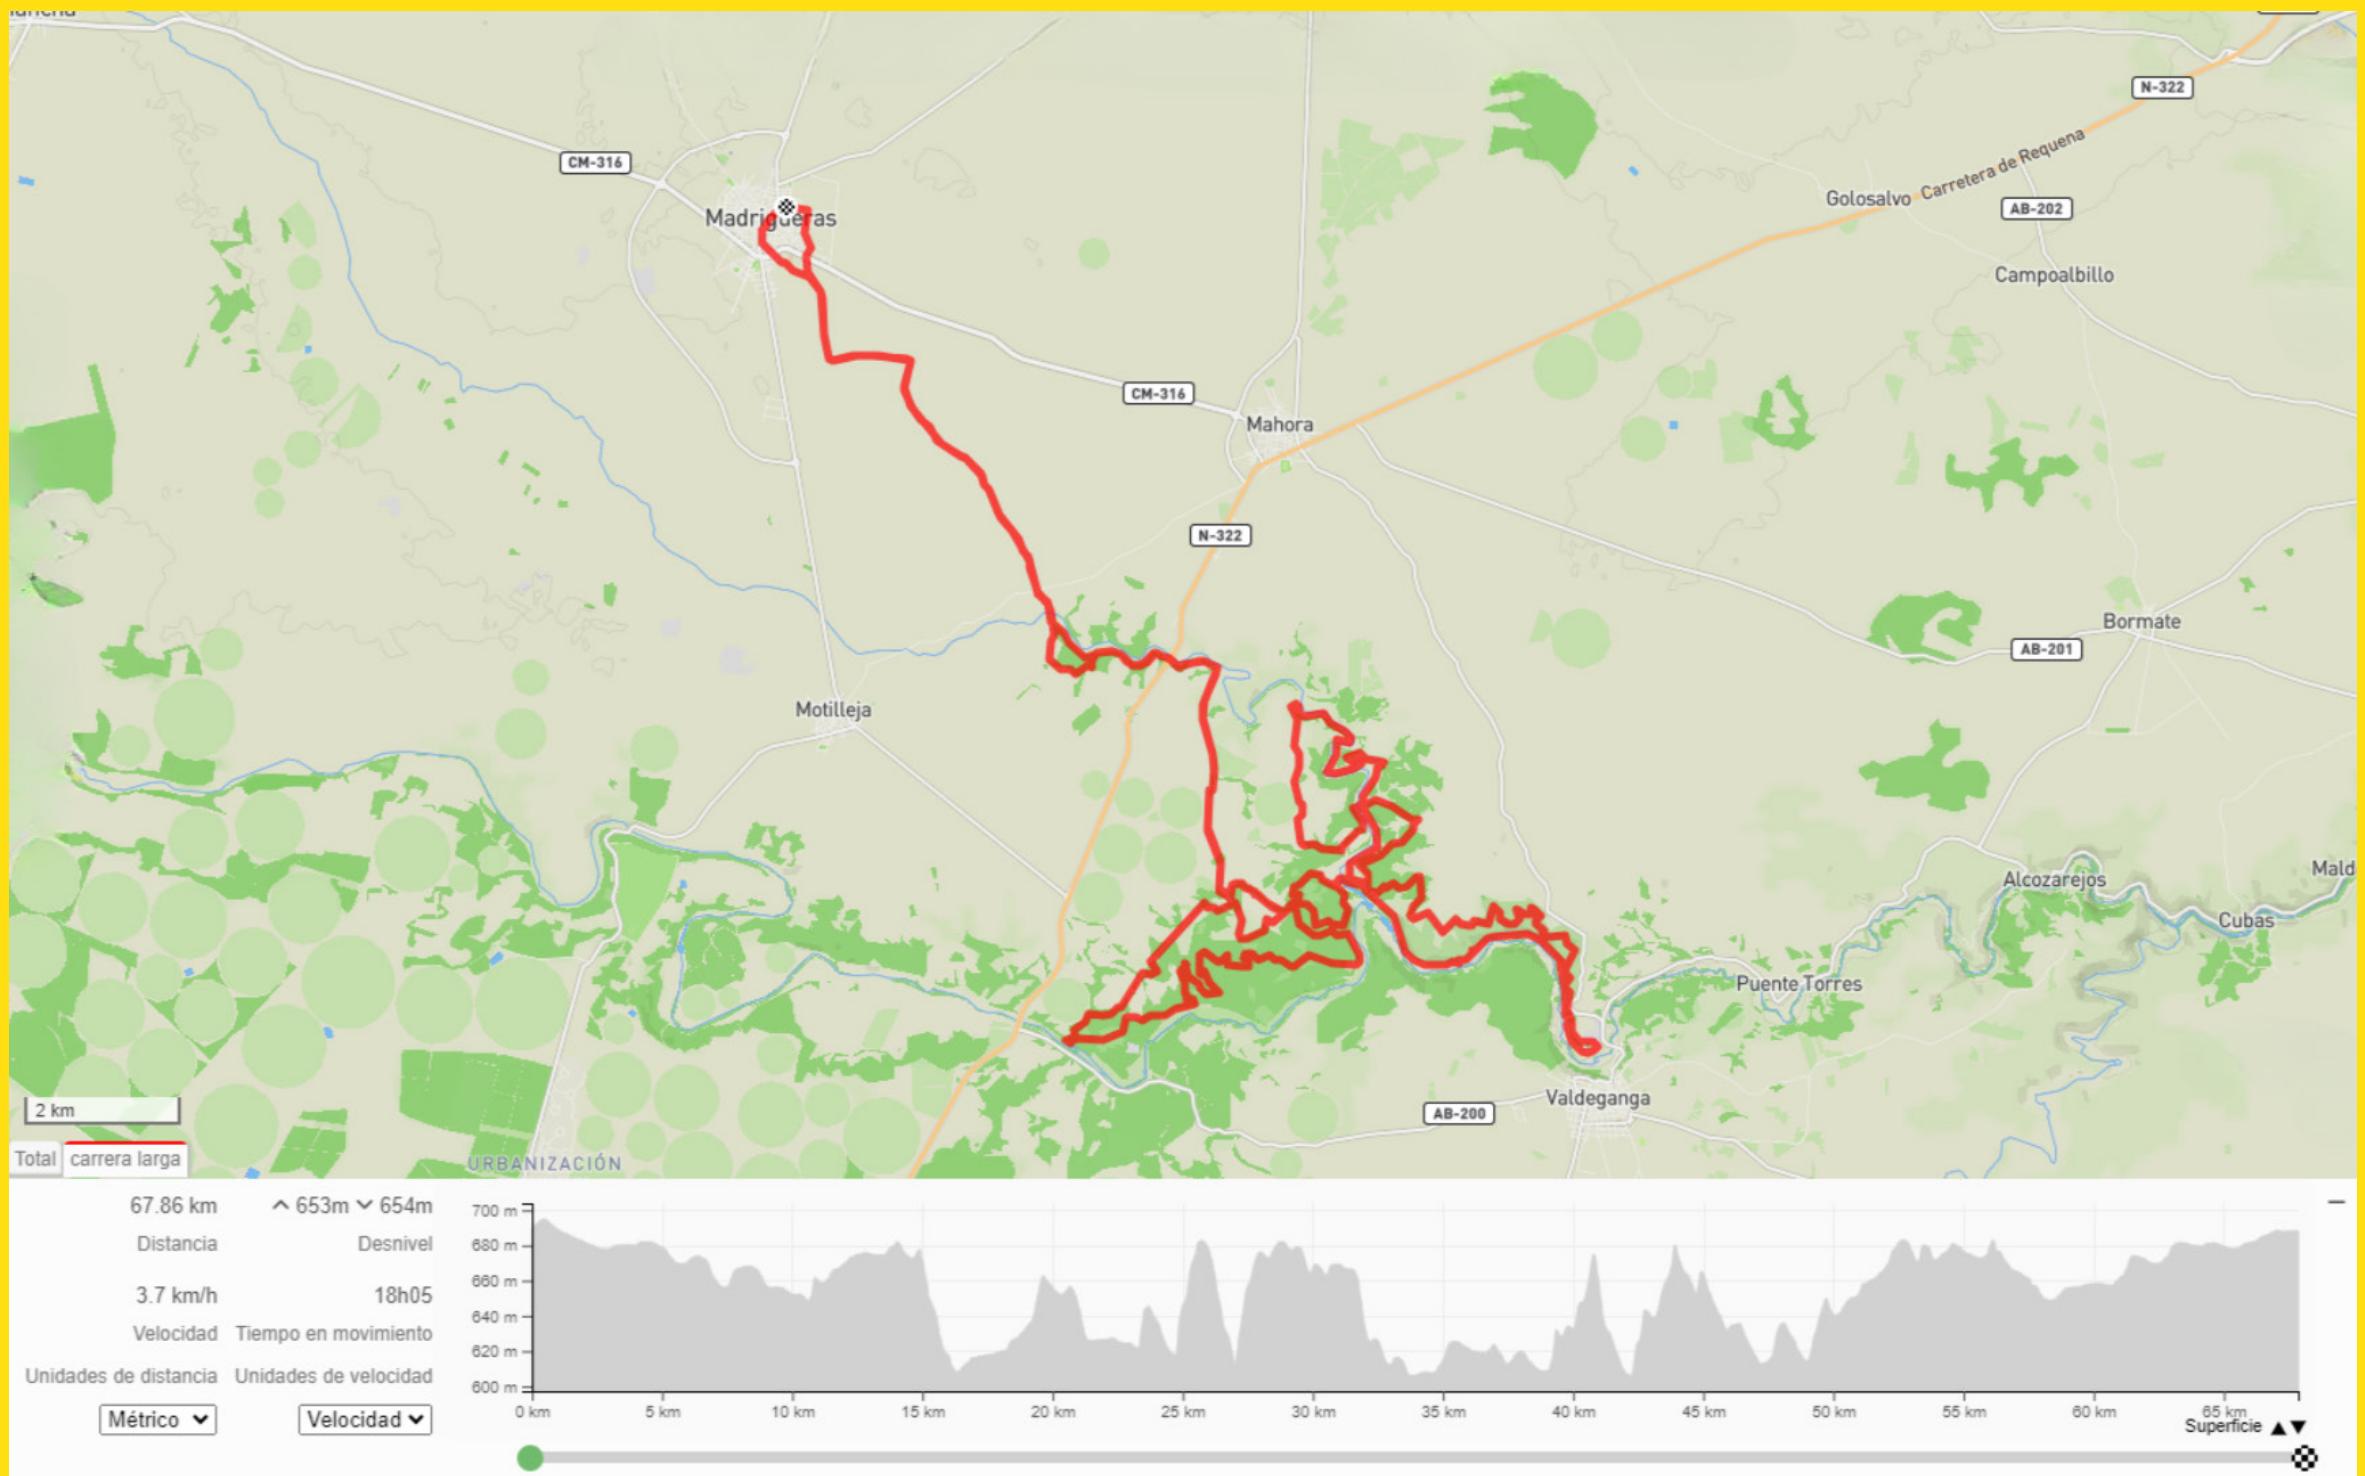 N-322
CM-316
Carretera de Requena
Golosalvo
AB-202
Madrigueras
Campoalbillo
CM-316
Mahora
N-322
Bormate
AB-201
Motilleja
Mald
Alcozarejos
Cubas
Puente Torres
Valdeganga
AB-200
2 km
URBANIZACIÓN
Total carrera larga
67.86 km 653m 654m
Distancia Desnivel
3.7 km/h 18h05
Velocidad Tiempo en movimiento
Unidades de distancia Unidades de velocidad
Métrico Velocidad
700 m
680 m
660 m
640 m
620 m
600 m
0 km 5 km 10 km 15 km 20 km 25 km 30 km 35 km 40 km 45 km 50 km 55 km 60 km 65 km
Superficie